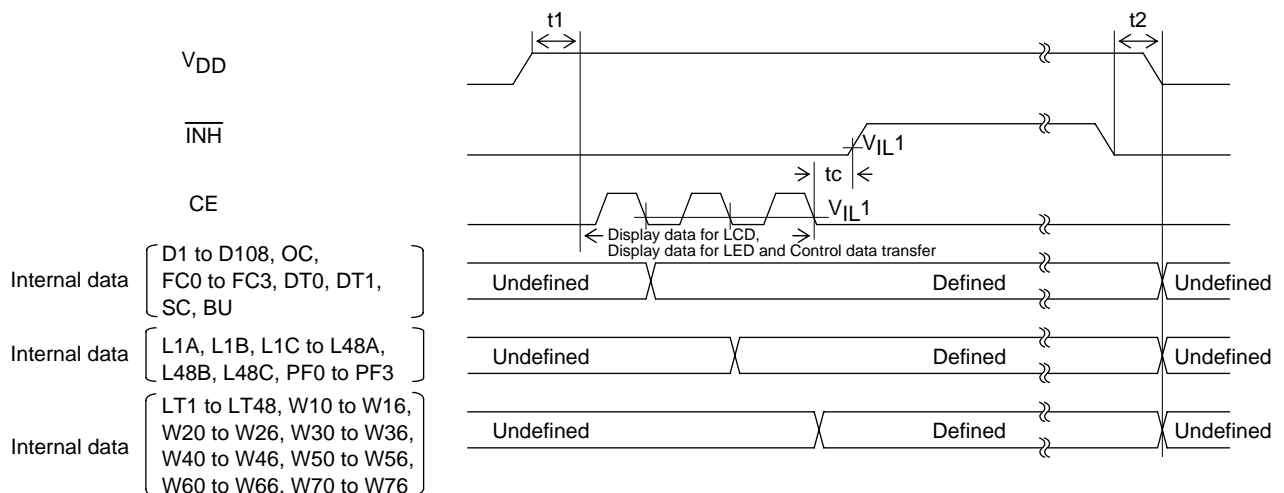 t1
t2
VDD
INH
VIL1
tc
CE
VIL1
Display data for LCD,
Display data for LED and Control data transfer
Internal data
D1 to D108, OC,
FC0 to FC3, DT0, DT1,
SC, BU
Undefined
Defined
Undefined
Internal data
L1A, L1B, L1C to L48A,
L48B, L48C, PF0 to PF3
Undefined
Defined
Undefined
Internal data
LT1 to LT48, W10 to W16,
W20 to W26, W30 to W36,
W40 to W46, W50 to W56,
W60 to W66, W70 to W76
Undefined
Defined
Undefined